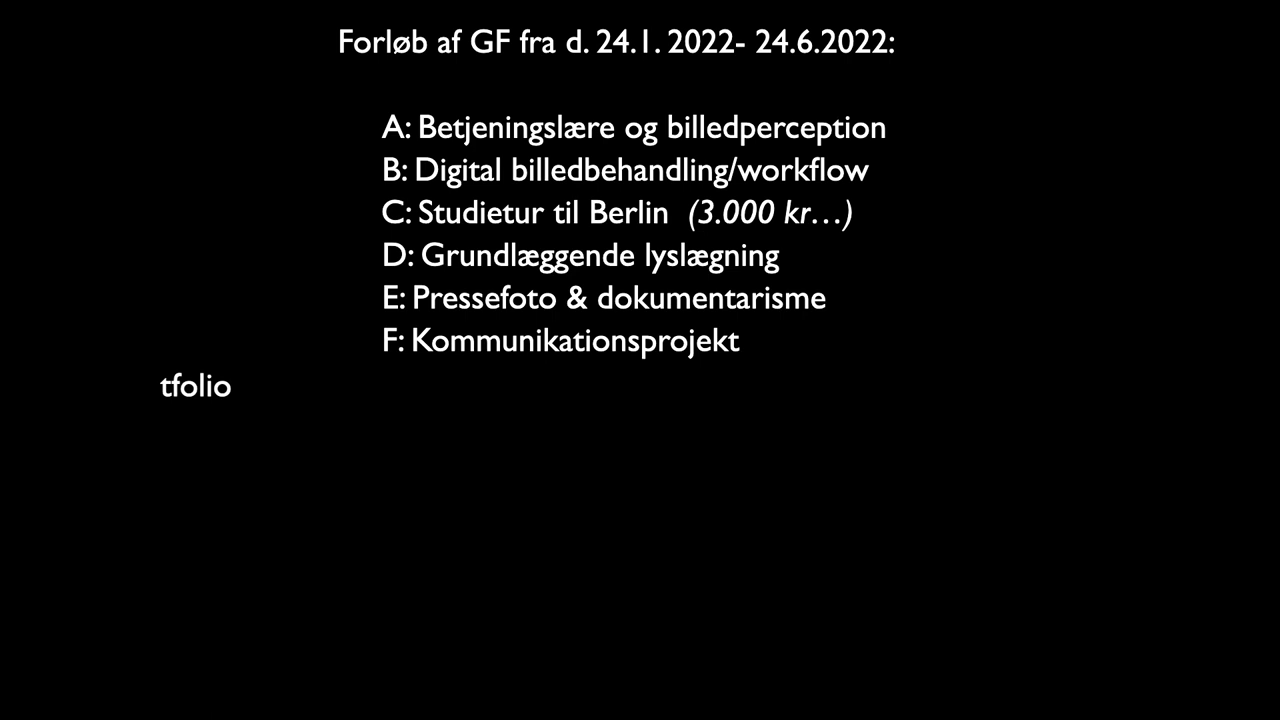 Forløb af GF fra d. 24.1. 2022- 24.6.2022:
A: Betjeningslære og billedperception
B: Digital billedbehandling/workflow
C: Studietur til Berlin (3.000 kr…)
D: Grundlæggende lyslægning
E: Pressefoto & dokumentarisme
F: Kommunikationsprojekt
tfolio